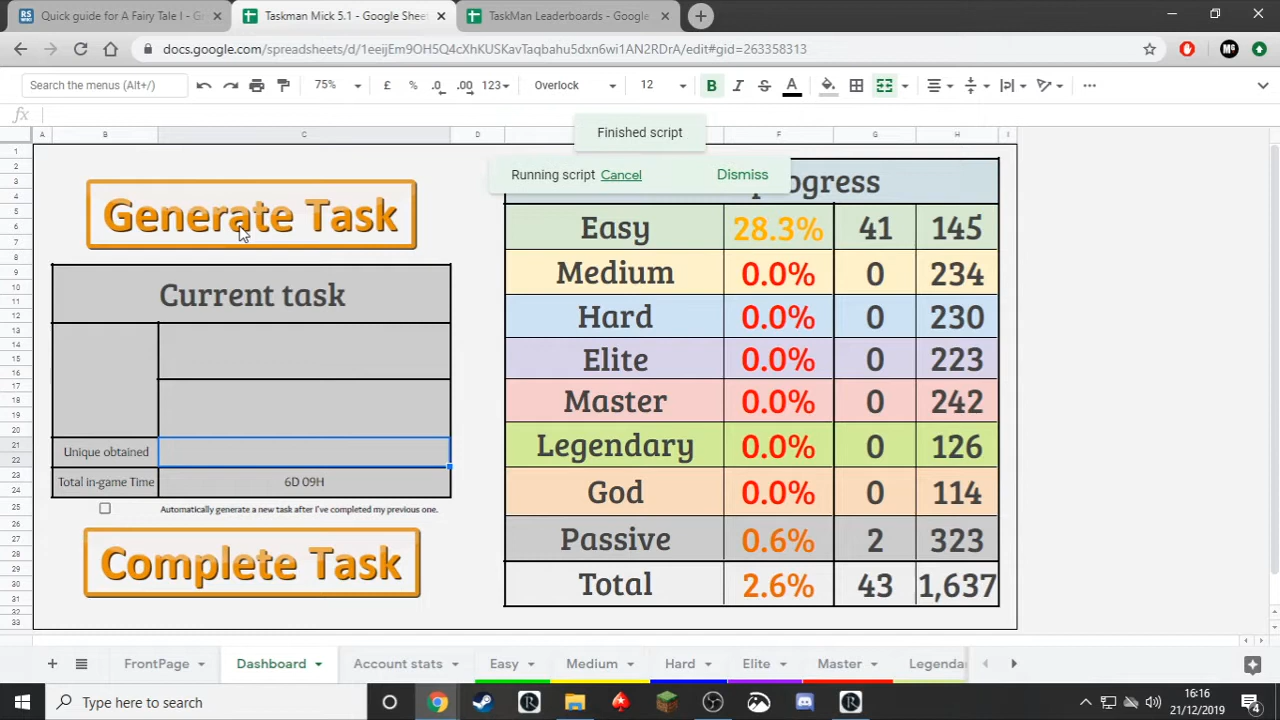 Quick guide for A Fairy Tale I - Gr
Taskman Mick 5.1 - Google Shee
TaskMan Leaderboards - Google
docs.google.com/spreadsheets/d/1eeijEm9OH5Q4cXhKUSKavTaqbahu5dxn6wi1AN2RDrA/edit#gid=263358313
Search the menus (Alt+/) 75% £ % .0 .00 123 Overlock 12 B I S A
fx
A B C D F G H I
Finished script
Running script Cancel Dismiss
Generate Task
Current task
Unique obtained
Total in-game Time 6D 09H
Automatically generate a new task after I've completed my previous one.
Complete Task
rogress
Easy 28.3% 41 145
Medium 0.0% 0 234
Hard 0.0% 0 230
Elite 0.0% 0 223
Master 0.0% 0 242
Legendary 0.0% 0 126
God 0.0% 0 114
Passive 0.6% 2 323
Total 2.6% 43 1,637
FrontPage Dashboard Account stats Easy Medium Hard Elite Master Legenda
Type here to search
16:16
21/12/2019
4